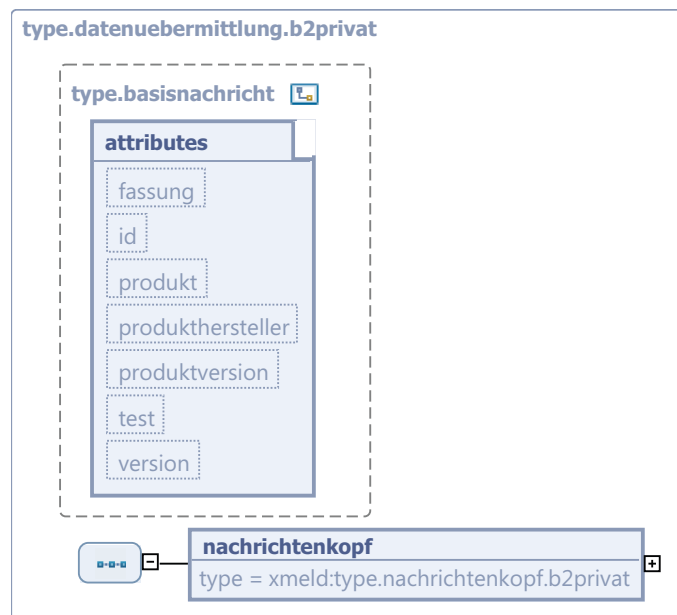 type.datenuebermittlung.b2privat
type.basisnachricht
attributes
fassung
id
produkt
produkthersteller
produktversion
test
version
nachrichtenkopf
type = xmeld:type.nachrichtenkopf.b2privat